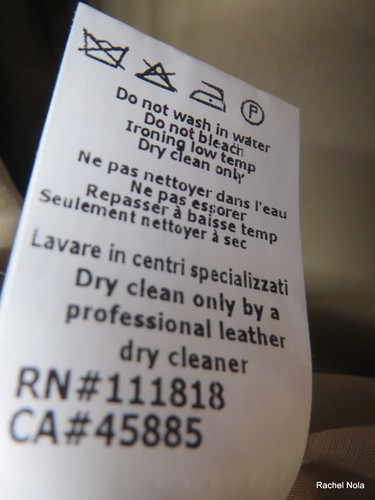 P
Do not wash in water
Do not bleach
Ironing low temp
Dry clean only
Ne pas nettoyer dans l'eau
Ne pas essorer
Repasser à baisse temp
Seulement nettoyer à sec
Lavare in centri specializzati
Dry clean only by a
professional leather
dry cleaner
RN#111818
CA#45885
Rachel Nola